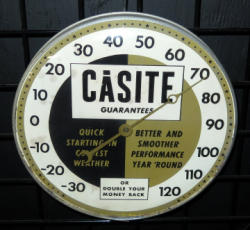 30 40 50 60
20 70
10 80
0 90
-10 100
-20 110
-30 120
CASITE
GUARANTEES
QUICK
STARTING IN
COLDEST
WEATHER
BETTER AND
SMOOTHER
PERFORMANCE
YEAR 'ROUND
OR
DOUBLE YOUR
MONEY BACK